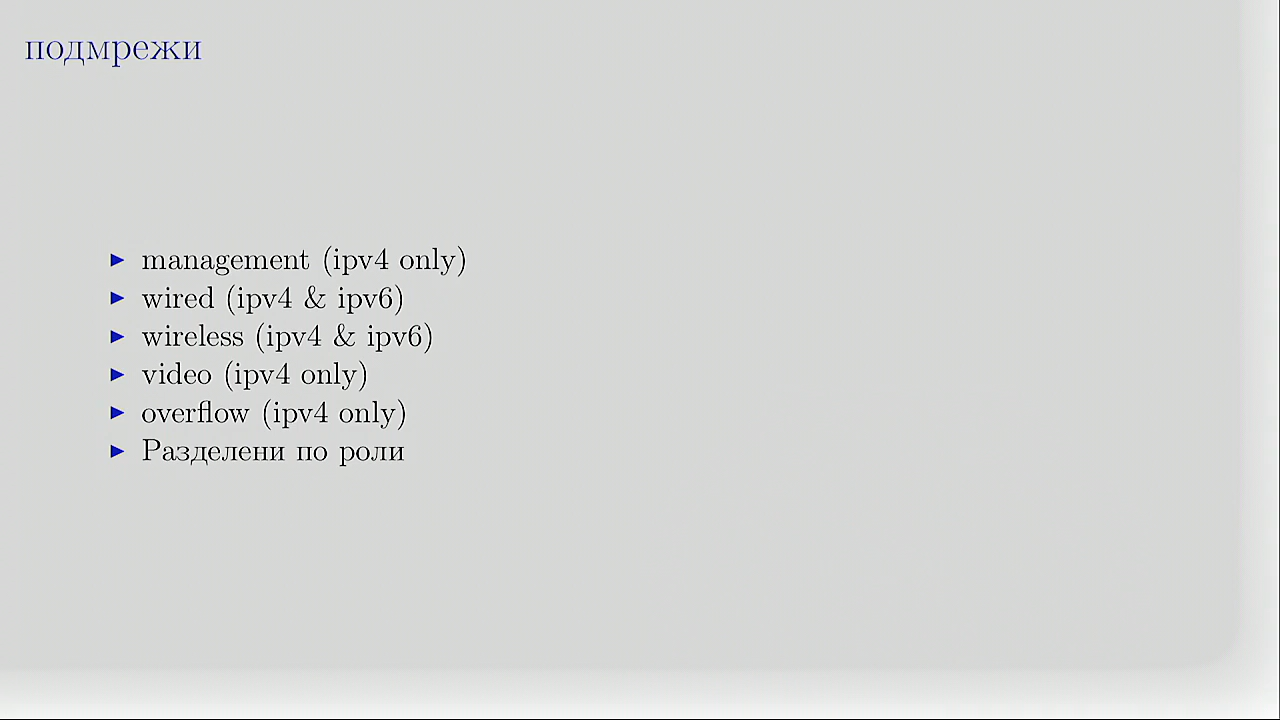 подмрежи
management (ipv4 only)
wired (ipv4 & ipv6)
wireless (ipv4 & ipv6)
video (ipv4 only)
overflow (ipv4 only)
Разделени по роли